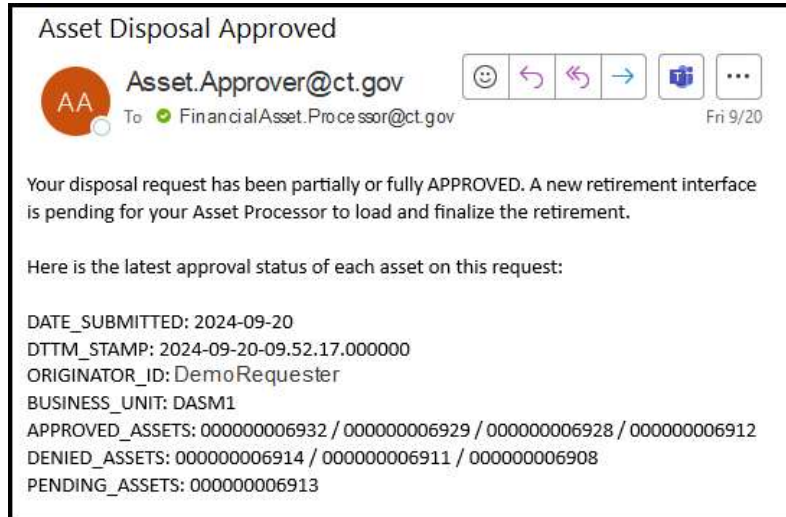 Asset Disposal Approved
AA
Asset.Approver@ct.gov
To FinancialAsset.Processor@ct.gov
Fri 9/20
Your disposal request has been partially or fully APPROVED. A new retirement interface
is pending for your Asset Processor to load and finalize the retirement.
Here is the latest approval status of each asset on this request:
DATE_SUBMITTED: 2024-09-20
DTTM_STAMP: 2024-09-20-09.52.17.000000
ORIGINATOR_ID: DemoRequester
BUSINESS_UNIT: DASM1
APPROVED_ASSETS: 000000006932 / 000000006929 / 000000006928 / 000000006912
DENIED_ASSETS: 000000006914 / 000000006911 / 000000006908
PENDING_ASSETS: 000000006913